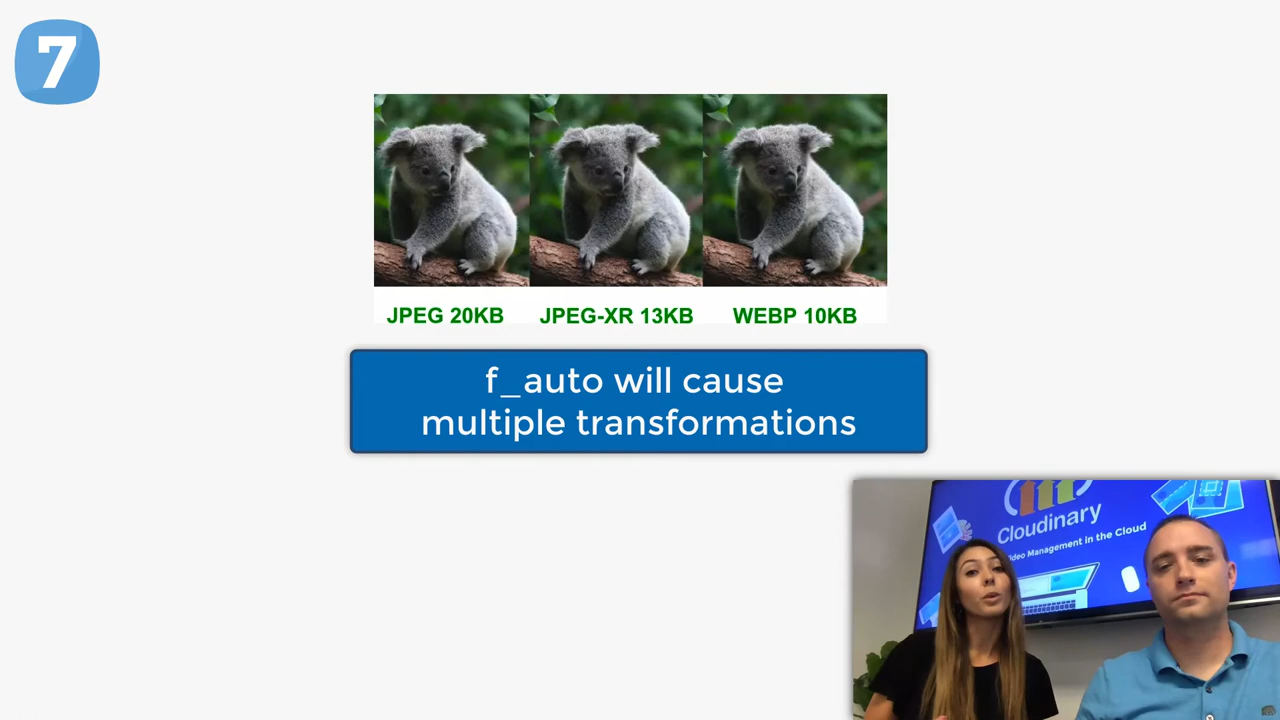 7
JPEG 20KB JPEG-XR 13KB WEBP 10KB
f_auto will cause
multiple transformations
Cloudinary
Video Management in the Cloud